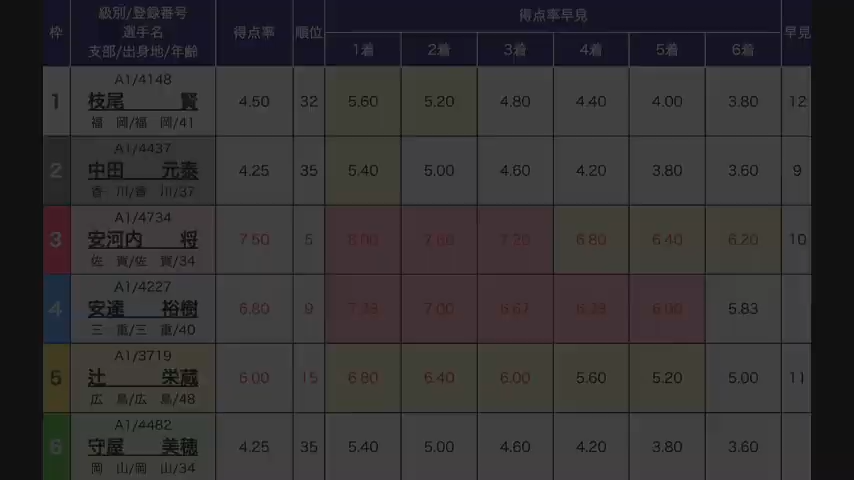 枠 級別/登録番号 選手名 支部/出身地/年齢 得点率 順位 得点率早見 早見
1着 2着 3着 4着 5着 6着
A1/4148
1 枝尾 賢 4.50 32 5.60 5.20 4.80 4.40 4.00 3.80 12
福 岡/福 岡/41
A1/4437
2 中田 元泰 4.25 35 5.40 5.00 4.60 4.20 3.80 3.60 9
香 川/香 川/37
A1/4734
3 安河内 将 7.50 5 8.00 7.60 7.20 6.80 6.40 6.20 10
佐 賀/佐 賀/34
A1/4227
4 安達 裕樹 6.80 9 7.33 7.00 6.67 6.33 6.00 5.83
三 重/三 重/40
A1/3719
5 辻 栄蔵 6.00 15 6.80 6.40 6.00 5.60 5.20 5.00 11
広 島/広 島/48
A1/4482
6 守屋 美穂 4.25 35 5.40 5.00 4.60 4.20 3.80 3.60
岡 山/岡 山/34